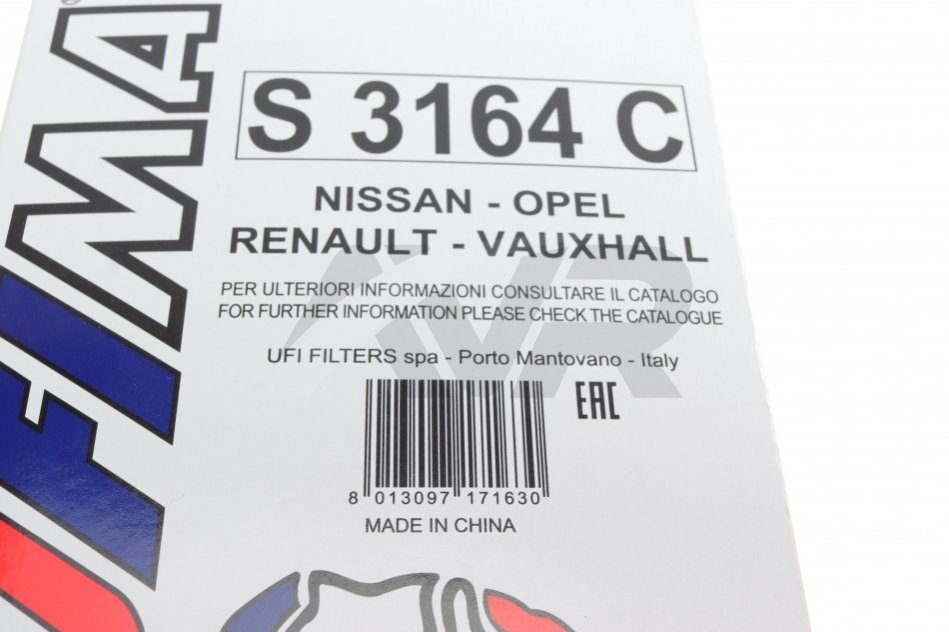 S 3164 C
NISSAN - OPEL
RENAULT - VAUXHALL
PER ULTERIORI INFORMAZIONI CONSULTARE IL CATALOGO
FOR FURTHER INFORMATION PLEASE CHECK THE CATALOGUE
UFI FILTERS spa - Porto Mantovano - Italy
EAC
8 013097 171630
MADE IN CHINA
FIMA